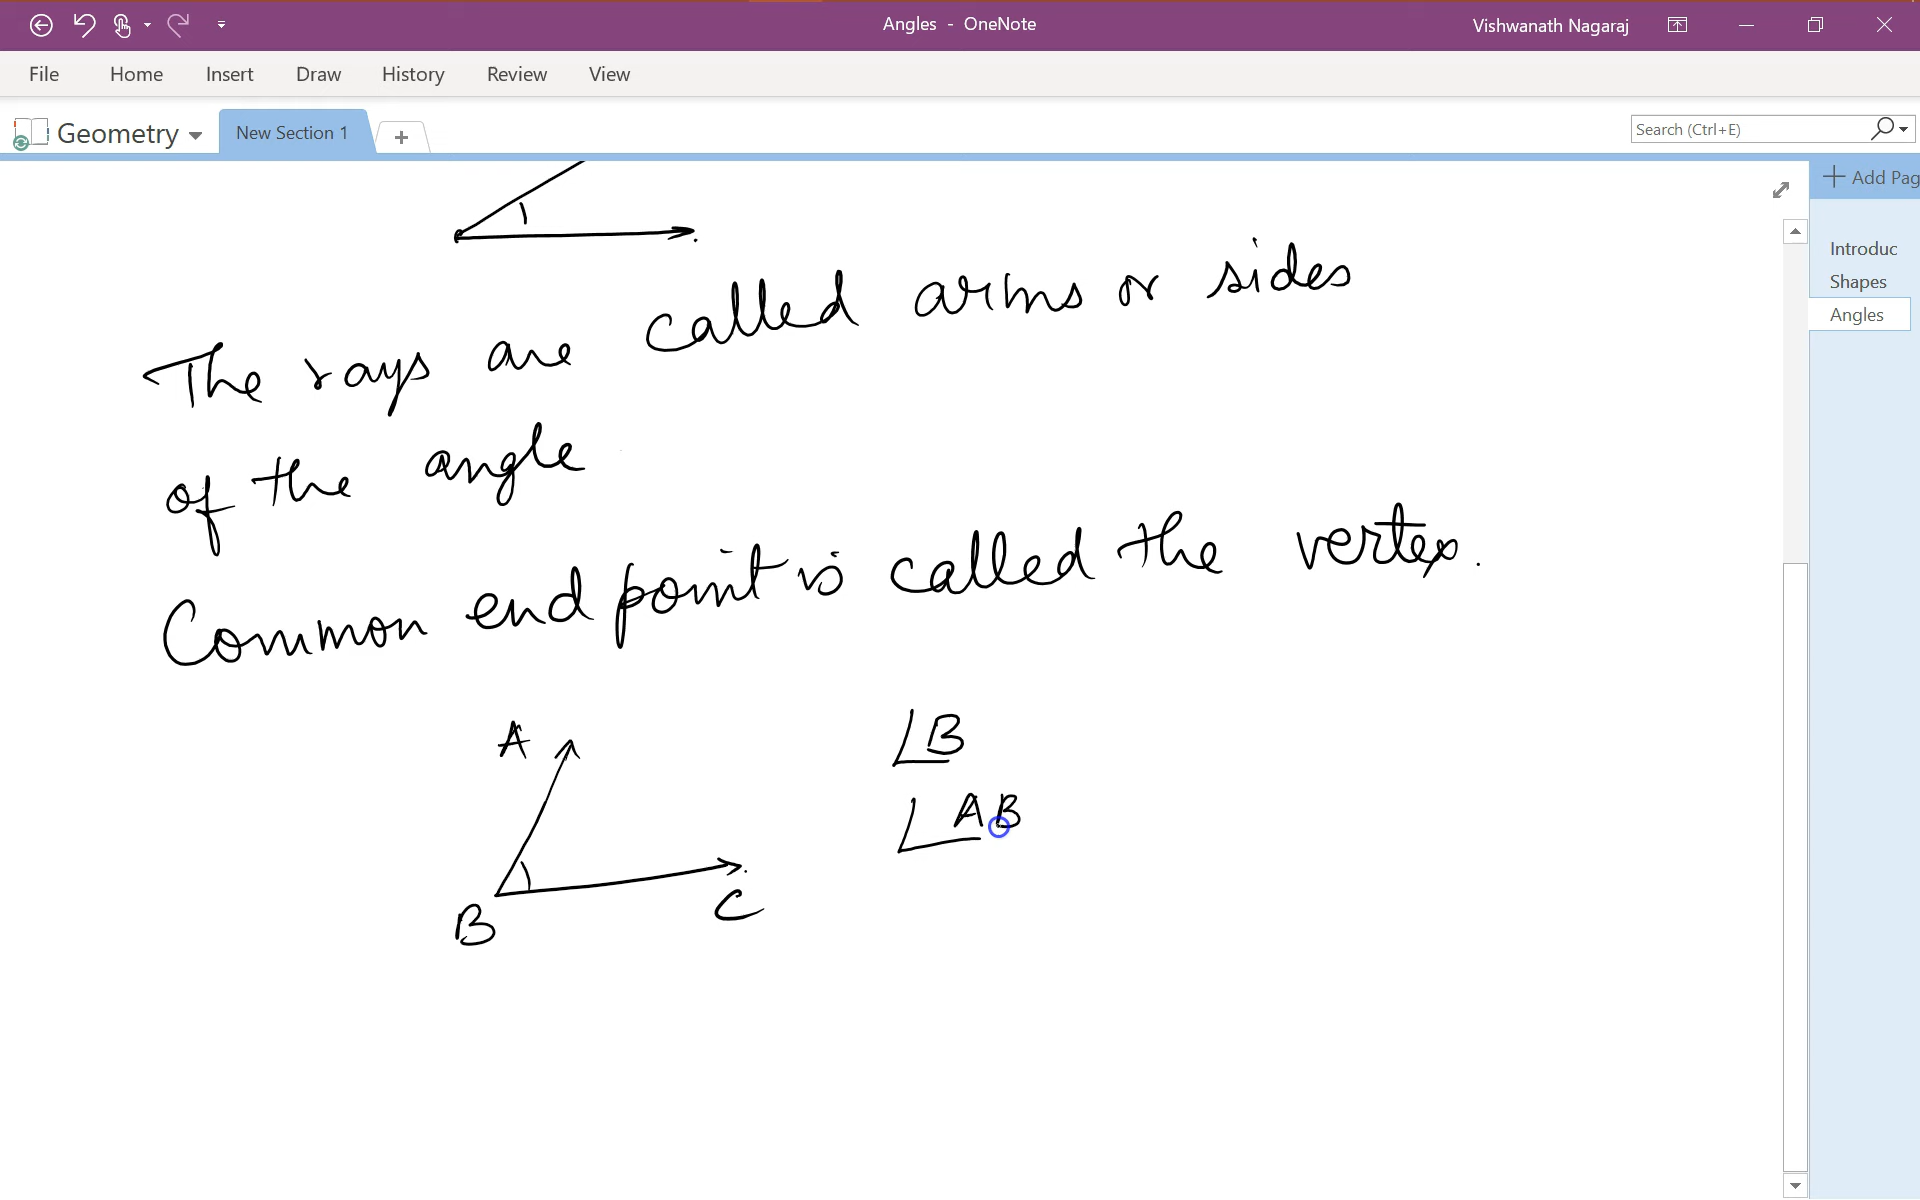 Angles - OneNote
Vishwanath Nagaraj
File Home Insert Draw History Review View
Geometry
New Section 1
+
Search (Ctrl+E)
Add Pag
Introduc
Shapes
Angles
The rays are called arms or sides
of the angle
Common end point is called the vertex.
A
B
C
∠B
∠AB